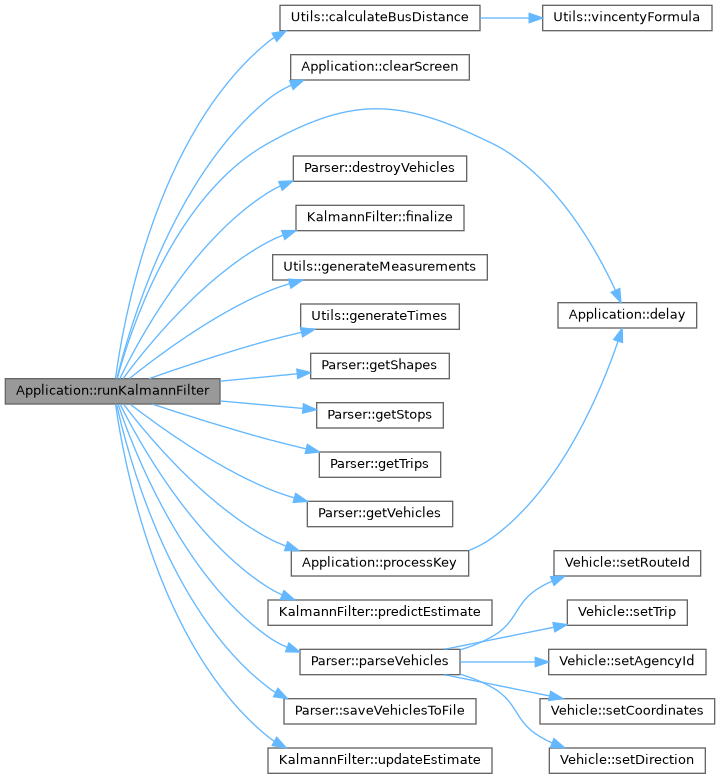 Utils::calculateBusDistance
Utils::vincentyFormula
Application::clearScreen
Parser::destroyVehicles
KalmannFilter::finalize
Utils::generateMeasurements
Utils::generateTimes
Application::delay
Parser::getShapes
Application::runKalmannFilter
Parser::getStops
Parser::getTrips
Parser::getVehicles
Application::processKey
Vehicle::setRouteId
KalmannFilter::predictEstimate
Vehicle::setTrip
Parser::parseVehicles
Vehicle::setAgencyId
Parser::saveVehiclesToFile
Vehicle::setCoordinates
KalmannFilter::updateEstimate
Vehicle::setDirection